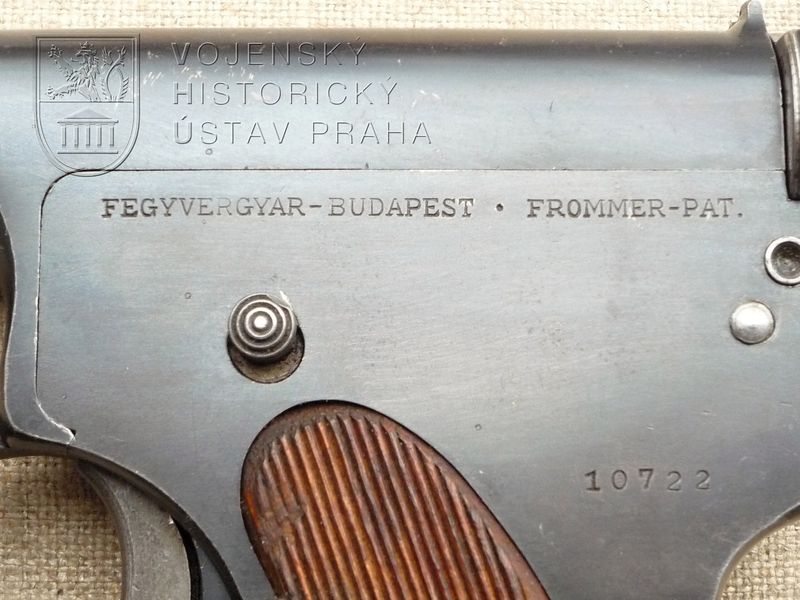 VOJENSKÝ
HISTORICKÝ
ÚSTAV PRAHA
FEGYVERGYAR-BUDAPEST · FROMMER-PAT.
10722